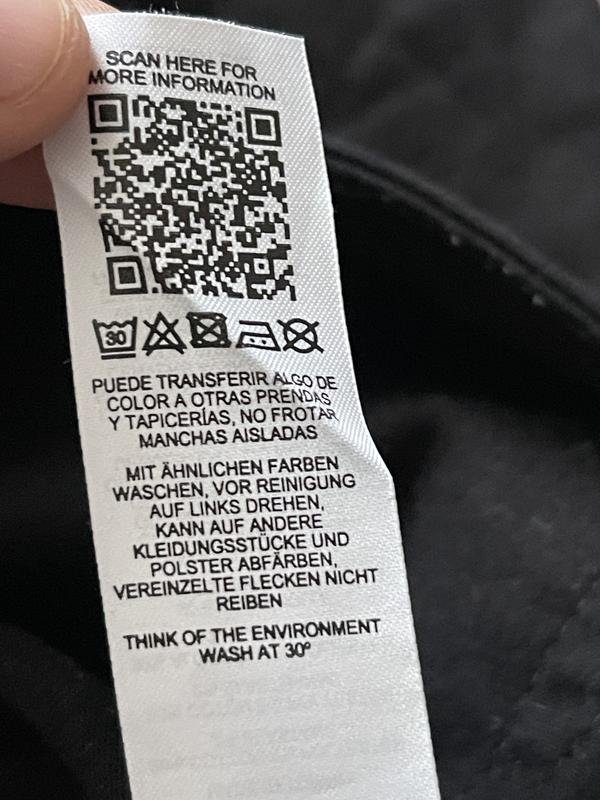 SCAN HERE FOR
MORE INFORMATION
30
PUEDE TRANSFERIR ALGO DE
COLOR A OTRAS PRENDAS
Y TAPICERÍAS, NO FROTAR
MANCHAS AISLADAS
MIT ÄHNLICHEN FARBEN
WASCHEN, VOR REINIGUNG
AUF LINKS DREHEN,
KANN AUF ANDERE
KLEIDUNGSSTÜCKE UND
POLSTER ABFÄRBEN,
VEREINZELTE FLECKEN NICHT
REIBEN
THINK OF THE ENVIRONMENT
WASH AT 30º